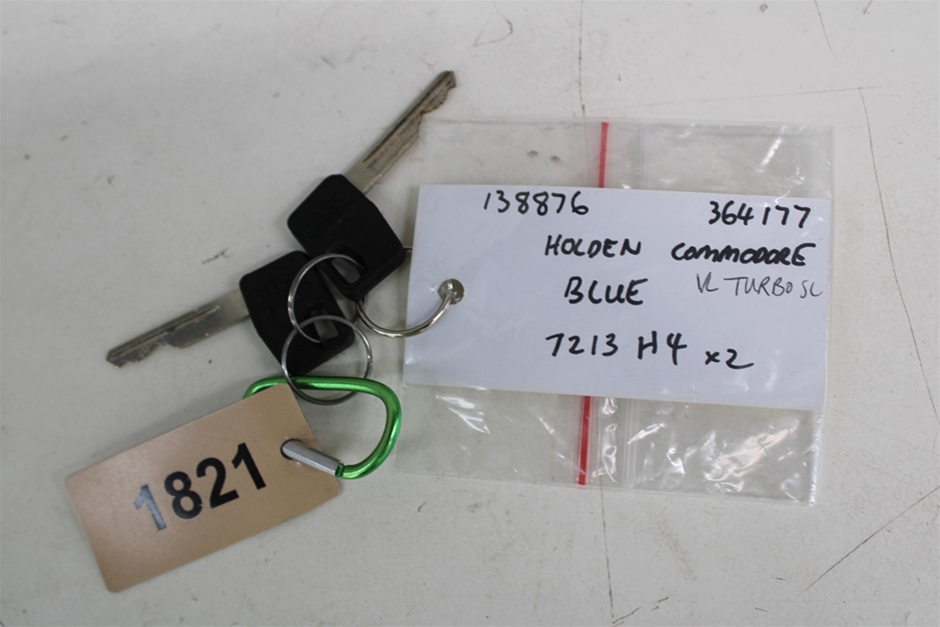 138876 364177
HOLDEN COMMODORE
BLUE VL TURBO SL
7213 H4 x2
1821